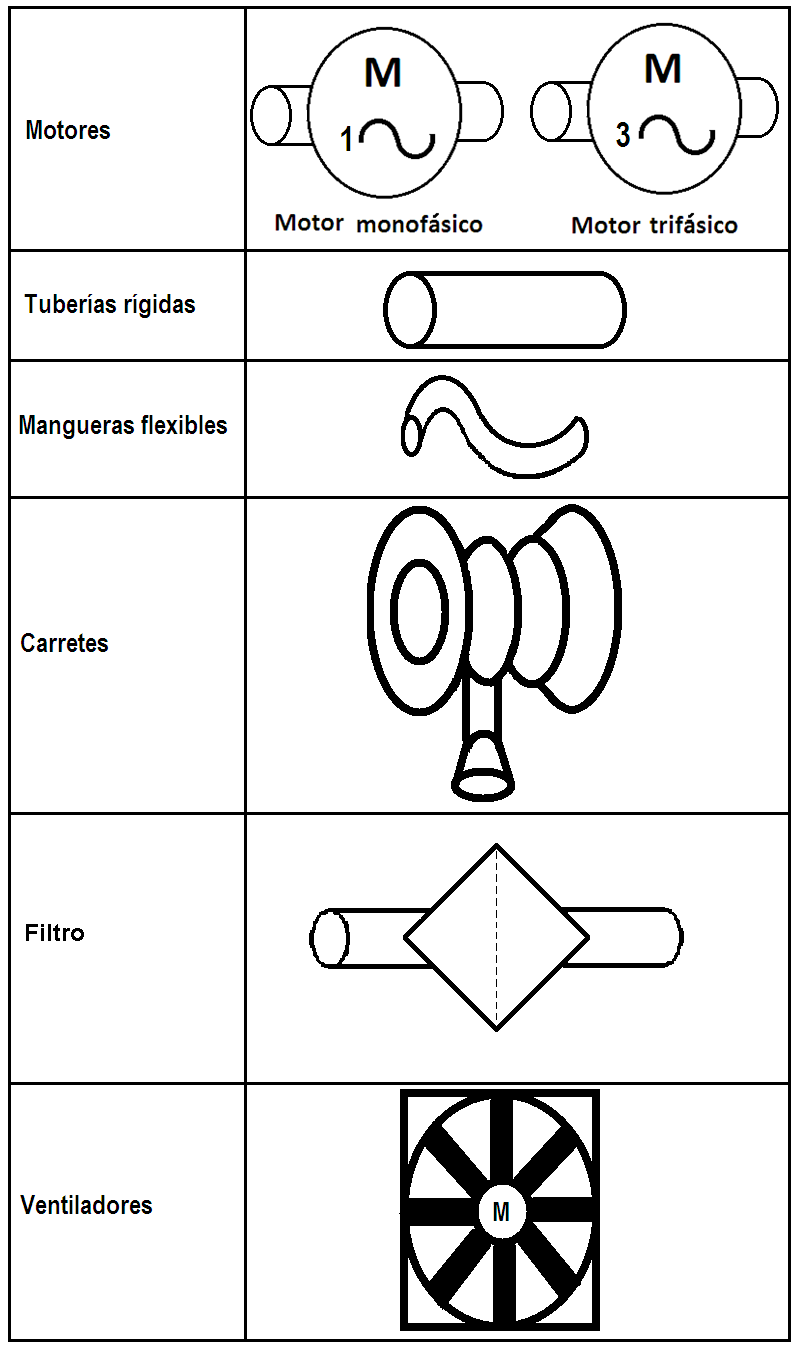 Motores
M
1
M
3
Motor monofásico
Motor trifásico
Tuberías rígidas
Mangueras flexibles
Carretes
Filtro
Ventiladores
M